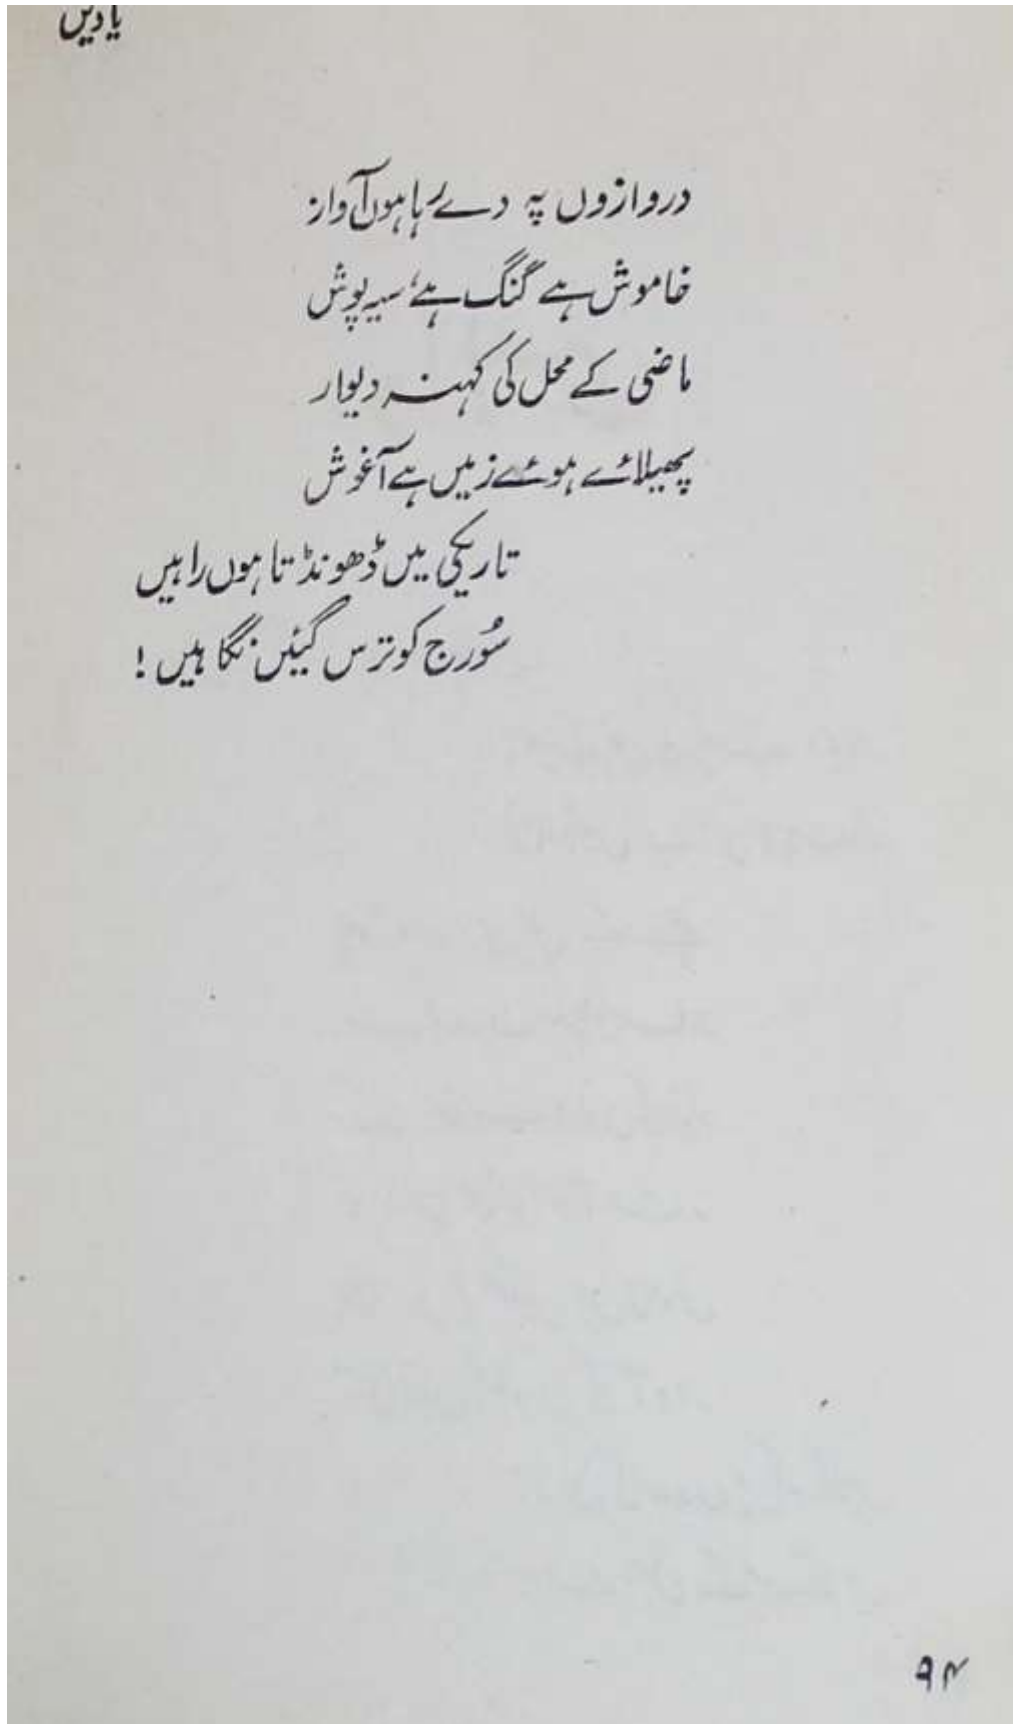 یادیں
دروازوں پہ دے رہا ہوں آواز
خاموش ہے گنگ ہے، سیہ پوش
ماضی کے محل کی کہنہ دیوار
پھیلائے ہوئے زمیں ہے آغوش
تاریکی میں ڈھونڈتا ہوں راہیں
سُورج کو ترس گئیں نگاہیں!
۹۴